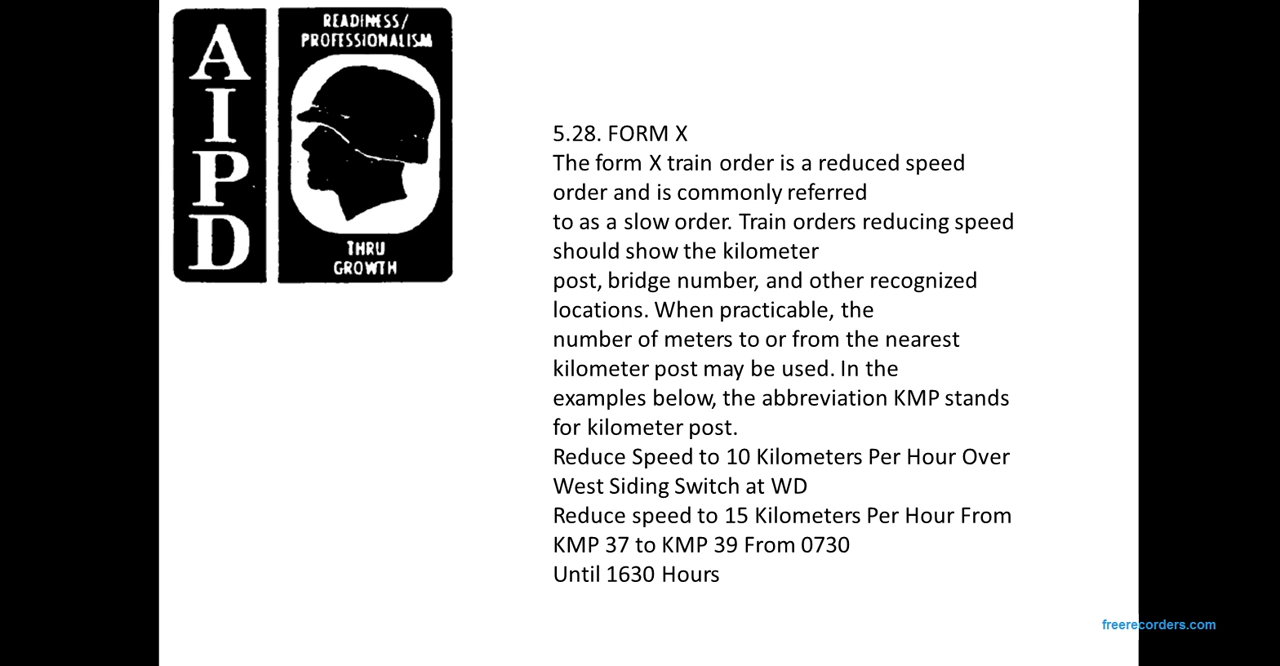 A
I
P
D
READINESS/
PROFESSIONALISM
THRU
GROWTH
5.28. FORM X
The form X train order is a reduced speed
order and is commonly referred
to as a slow order. Train orders reducing speed
should show the kilometer
post, bridge number, and other recognized
locations. When practicable, the
number of meters to or from the nearest
kilometer post may be used. In the
examples below, the abbreviation KMP stands
for kilometer post.
Reduce Speed to 10 Kilometers Per Hour Over
West Siding Switch at WD
Reduce speed to 15 Kilometers Per Hour From
KMP 37 to KMP 39 From 0730
Until 1630 Hours
freerecorders.com